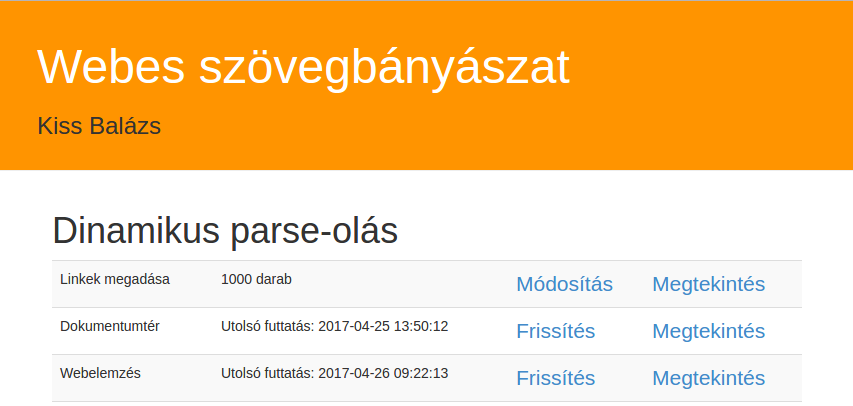 Webes szövegbányászat
Kiss Balázs
Dinamikus parse-olás
Linkek megadása 1000 darab Módosítás Megtekintés
Dokumentumtér Utolsó futtatás: 2017-04-25 13:50:12 Frissítés Megtekintés
Webelemzés Utolsó futtatás: 2017-04-26 09:22:13 Frissítés Megtekintés